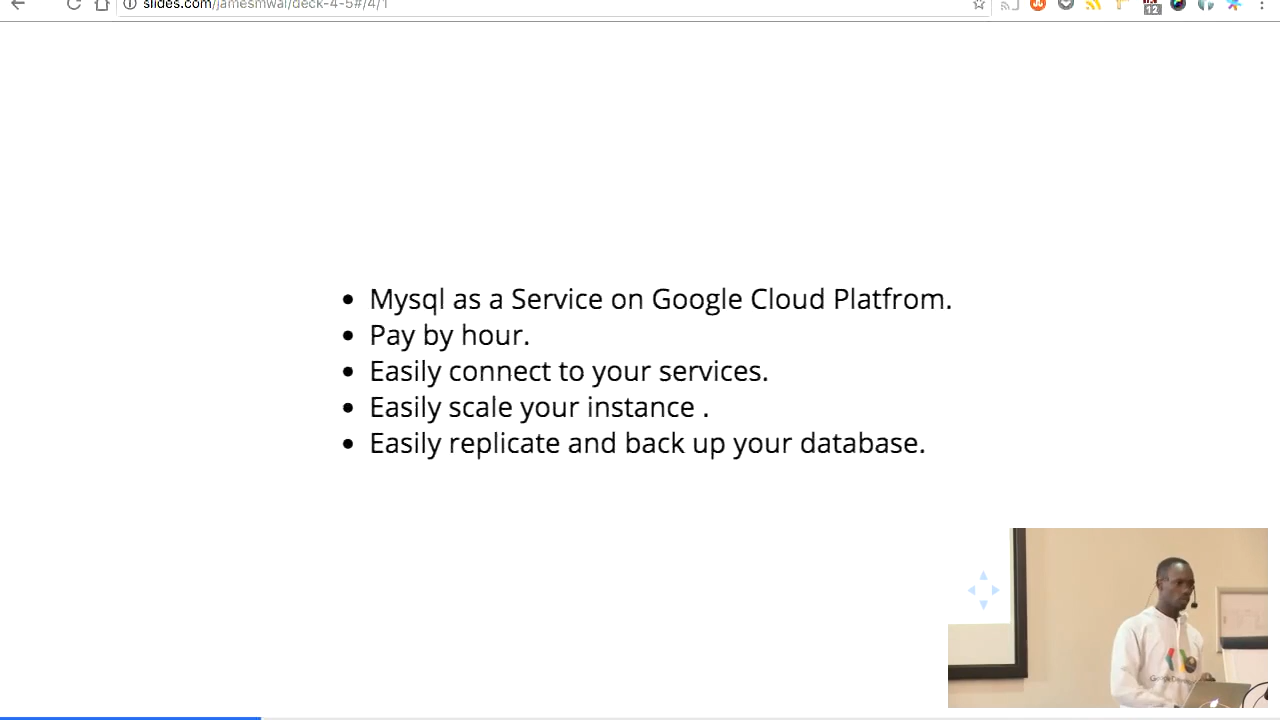 slides.com/jamesmwai/deck-4-5#/4/1
12
Mysql as a Service on Google Cloud Platfrom.
Pay by hour.
Easily connect to your services.
Easily scale your instance .
Easily replicate and back up your database.